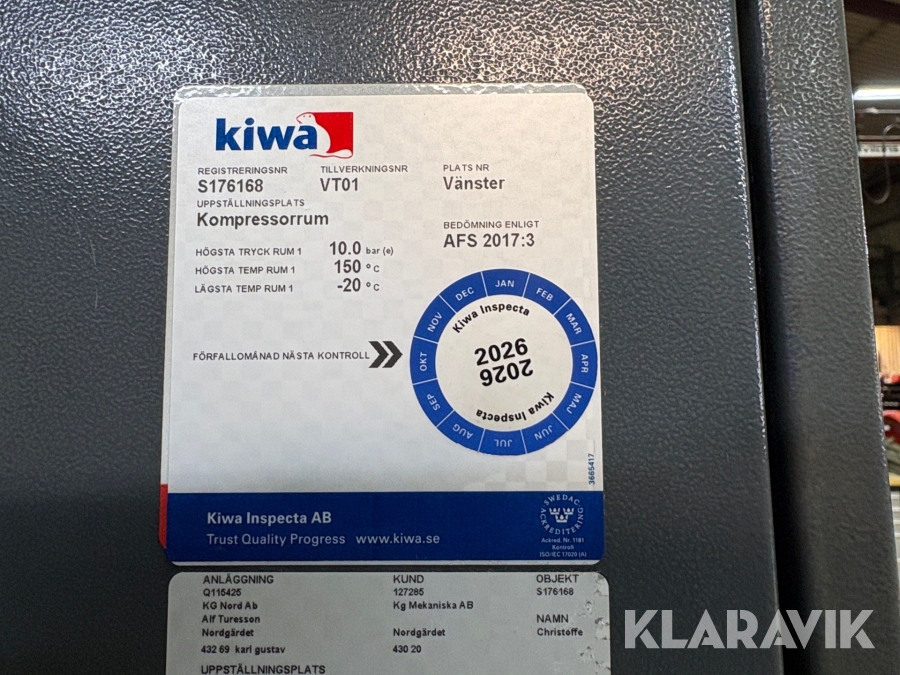 kiwa
REGISTRERINGSNR TILLVERKNINGSNR PLATS NR
S176168 VT01 Vänster
UPPSTÄLLNINGSPLATS
Kompressorrum
BEDÖMNING ENLIGT
AFS 2017:3
HÖGSTA TRYCK RUM 1 10.0 bar (e)
HÖGSTA TEMP RUM 1 150 °C
LÄGSTA TEMP RUM 1 -20 °C
FÖRFALLOMÅNAD NÄSTA KONTROLL
JAN FEB MAR APR MAJ JUN JUL AUG SEP OKT NOV DEC
Kiwa Inspecta
2026
2026
Kiwa Inspecta
3665417
Kiwa Inspecta AB
Trust Quality Progress www.kiwa.se
SWEDAC
ACKREDITERING
Ackred. Nr. 1181
Kontroll
ISO/IEC 17020 (A)
ANLÄGGNING KUND OBJEKT
Q115425 127285 S176168
KG Nord Ab Kg Mekaniska AB
Alf Turesson NAMN
Nordgärdet Nordgärdet Christoffe
432 69 karl gustav 430 20
UPPSTÄLLNINGSPLATS
KLARAVIK